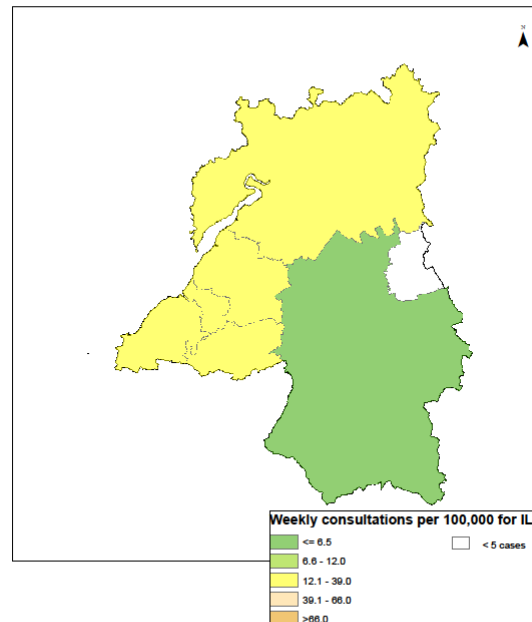 Weekly consultations per 100,000 for IL
<= 6.5
< 5 cases
6.6 - 12.0
12.1 - 39.0
39.1 - 66.0
>66.0